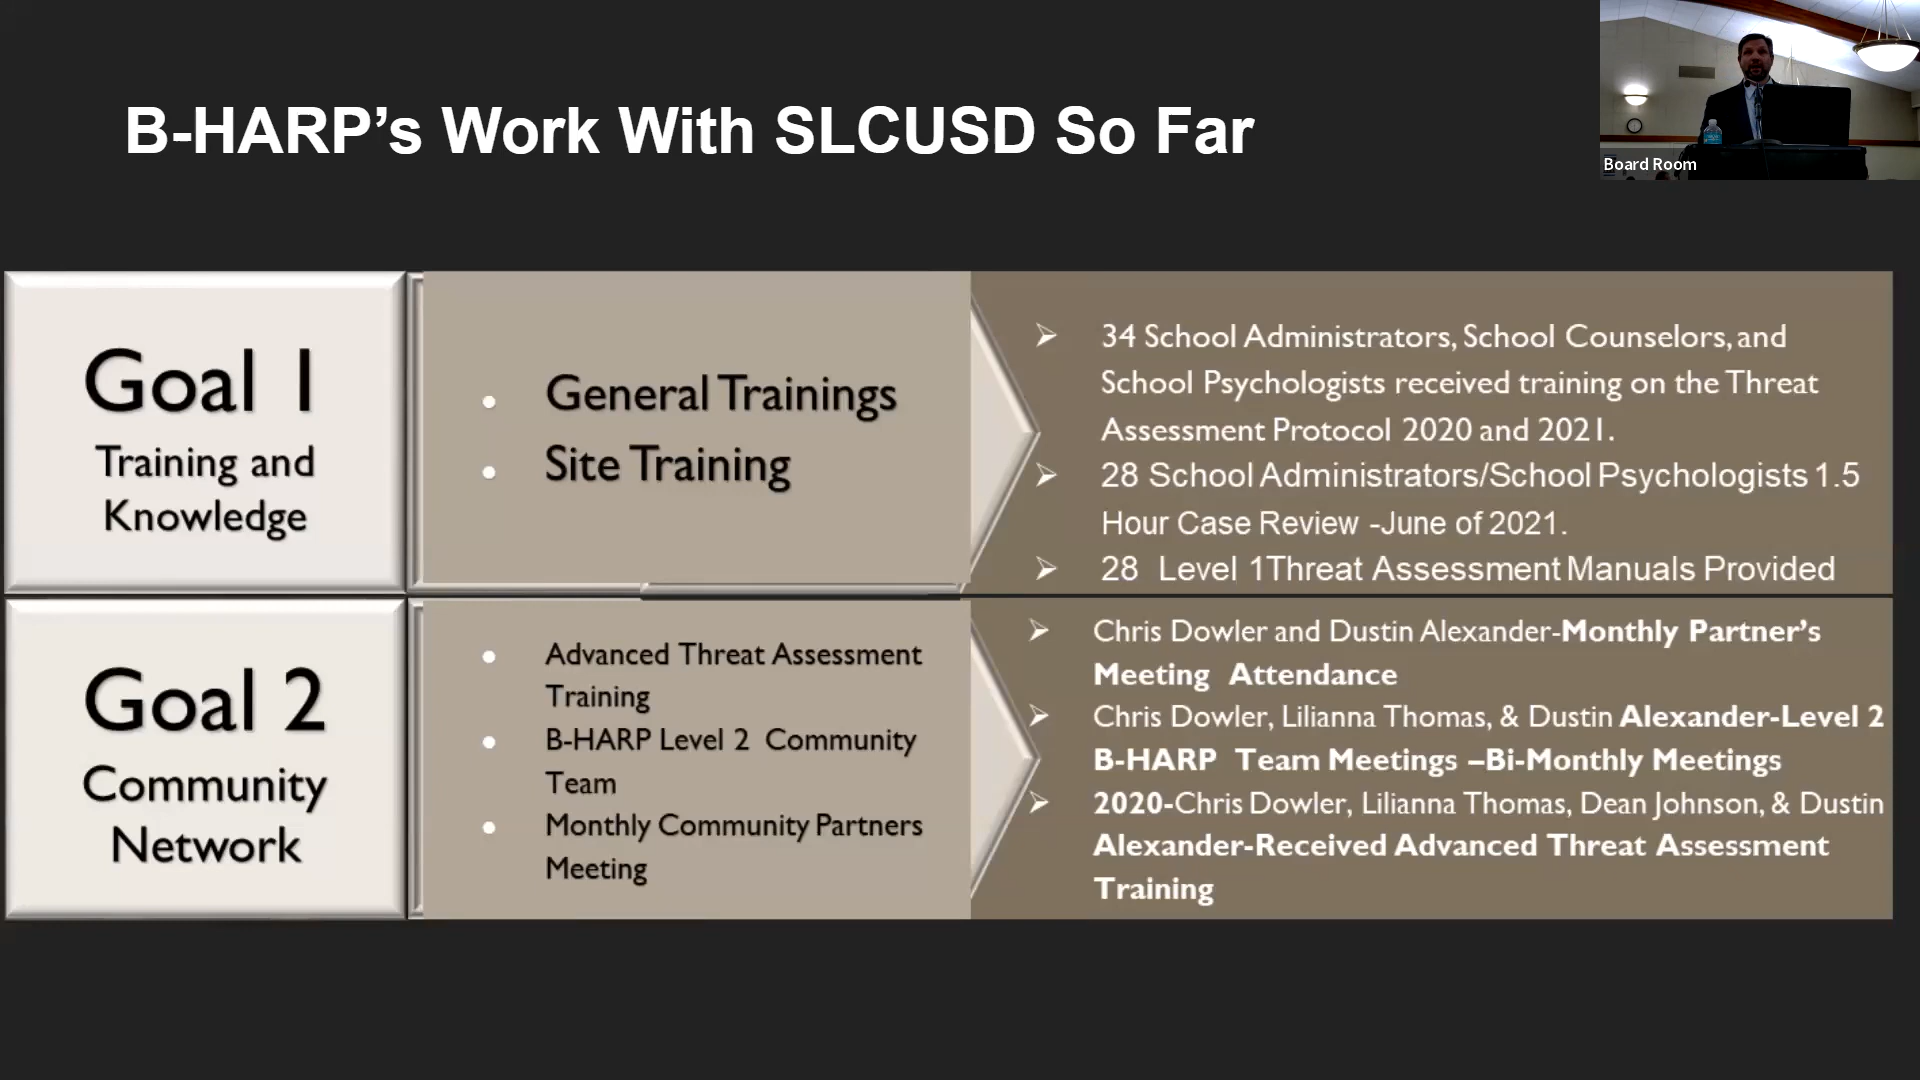 B-HARP’s Work With SLCUSD So Far
Board Room
Goal 1
Training and
Knowledge
• General Trainings
• Site Training
➢ 34 School Administrators, School Counselors, and
School Psychologists received training on the Threat
Assessment Protocol 2020 and 2021.
➢ 28 School Administrators/School Psychologists 1.5
Hour Case Review -June of 2021.
➢ 28 Level 1Threat Assessment Manuals Provided
Goal 2
Community
Network
• Advanced Threat Assessment
Training
• B-HARP Level 2 Community
Team
• Monthly Community Partners
Meeting
➢ Chris Dowler and Dustin Alexander-Monthly Partner’s
Meeting Attendance
➢ Chris Dowler, Lilianna Thomas, & Dustin Alexander-Level 2
B-HARP Team Meetings –Bi-Monthly Meetings
➢ 2020-Chris Dowler, Lilianna Thomas, Dean Johnson, & Dustin
Alexander-Received Advanced Threat Assessment
Training